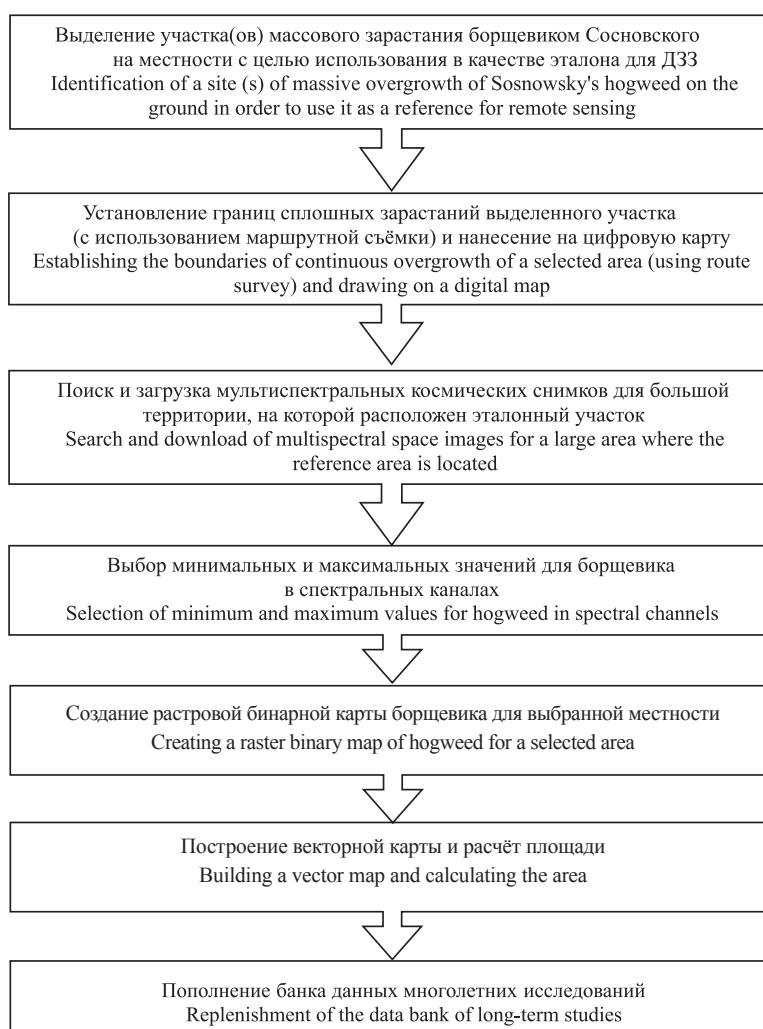 Выделение участка(ов) массового зарастания борщевиком Сосновского
на местности с целью использования в качестве эталона для ДЗЗ
Identification of a site (s) of massive overgrowth of Sosnowsky's hogweed on the
ground in order to use it as a reference for remote sensing
Установление границ сплошных зарастаний выделенного участка
(с использованием маршрутной съёмки) и нанесение на цифровую карту
Establishing the boundaries of continuous overgrowth of a selected area (using route
survey) and drawing on a digital map
Поиск и загрузка мультиспектральных космических снимков для большой
территории, на которой расположен эталонный участок
Search and download of multispectral space images for a large area where the
reference area is located
Выбор минимальных и максимальных значений для борщевика
в спектральных каналах
Selection of minimum and maximum values for hogweed in spectral channels
Создание растровой бинарной карты борщевика для выбранной местности
Creating a raster binary map of hogweed for a selected area
Построение векторной карты и расчёт площади
Building a vector map and calculating the area
Пополнение банка данных многолетних исследований
Replenishment of the data bank of long-term studies